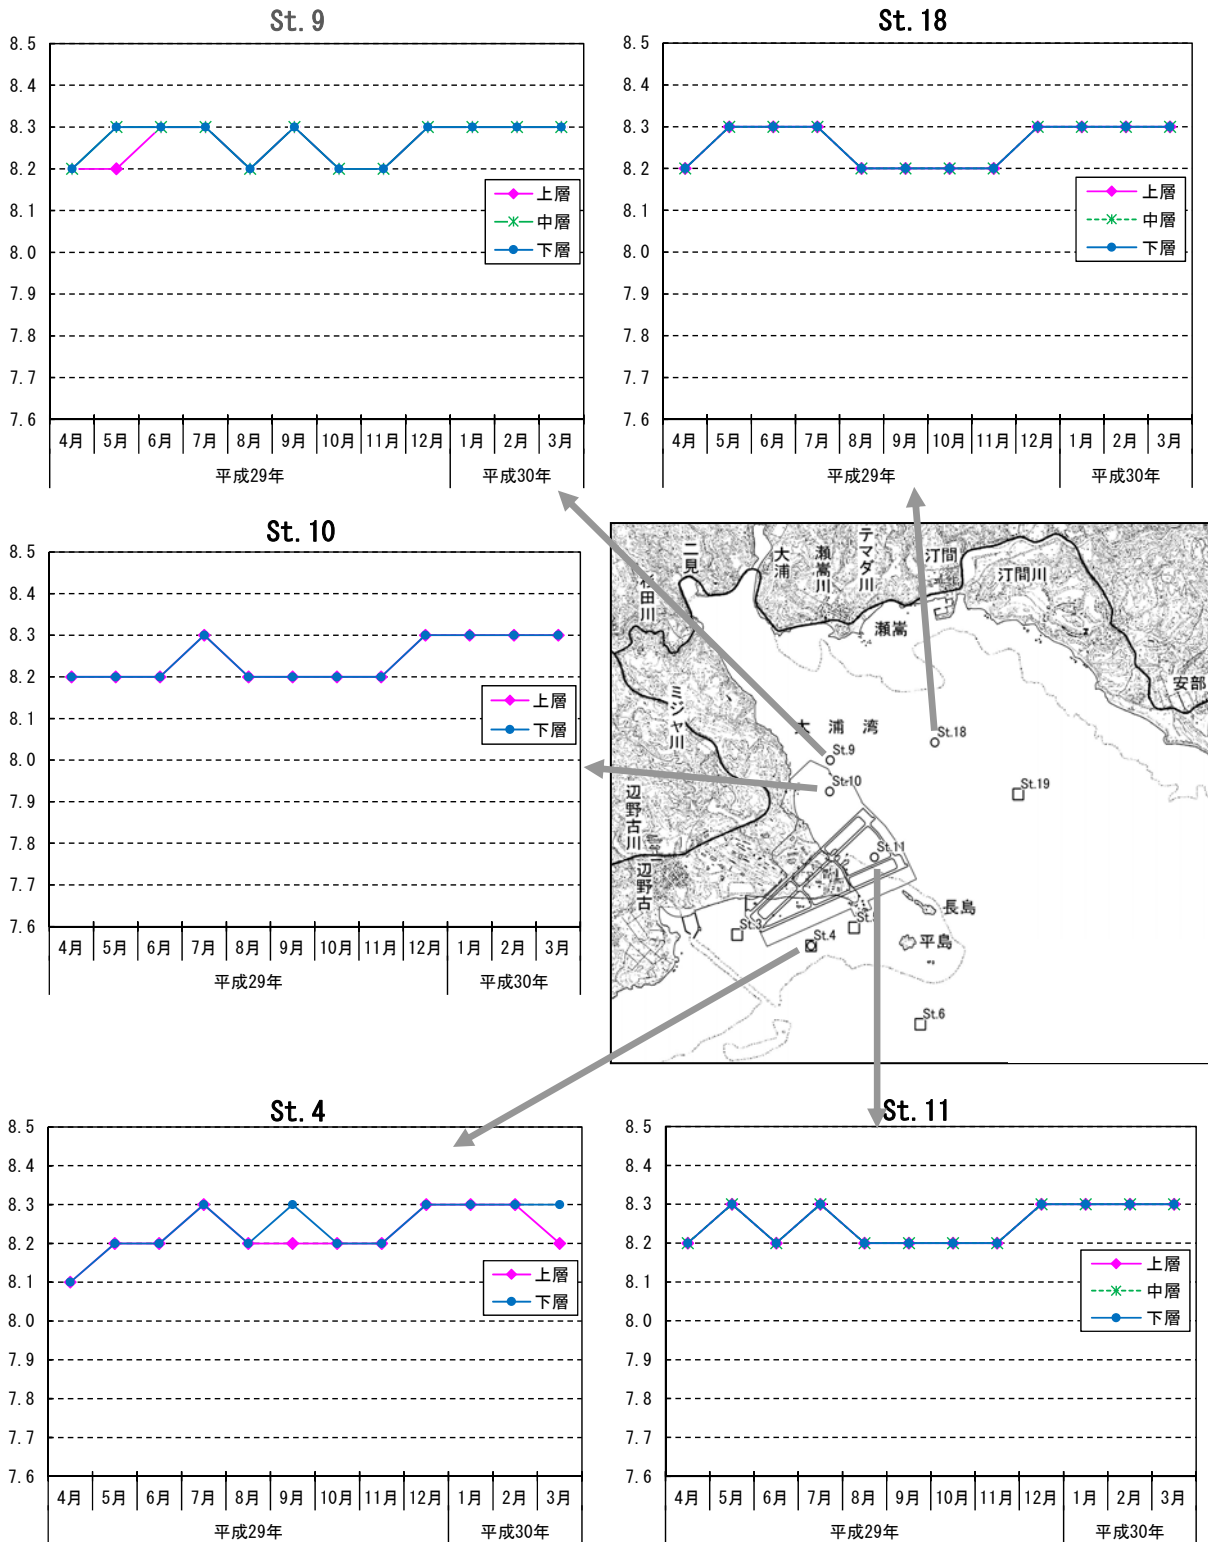 St. 9
8.5
8.4
8.3
8.2
8.1
8.0
7.9
7.8
7.7
7.6
上層
中層
下層
4月 5月 6月 7月 8月 9月 10月 11月 12月 1月 2月 3月
平成29年 平成30年
St. 18
8.5
8.4
8.3
8.2
8.1
8.0
7.9
7.8
7.7
7.6
上層
中層
下層
4月 5月 6月 7月 8月 9月 10月 11月 12月 1月 2月 3月
平成29年 平成30年
St. 10
8.5
8.4
8.3
8.2
8.1
8.0
7.9
7.8
7.7
7.6
上層
下層
4月 5月 6月 7月 8月 9月 10月 11月 12月 1月 2月 3月
平成29年 平成30年
二見
大浦
瀬嵩川
テマダ川
汀間
汀間川
田川
瀬嵩
安部
ミジャ川
大浦湾
St.18
St.9
St.10
St.19
辺野古川
St.11
辺野古
長島
St.3
St.4
平島
St.6
St. 4
8.5
8.4
8.3
8.2
8.1
8.0
7.9
7.8
7.7
7.6
上層
下層
4月 5月 6月 7月 8月 9月 10月 11月 12月 1月 2月 3月
平成29年 平成30年
St. 11
8.5
8.4
8.3
8.2
8.1
8.0
7.9
7.8
7.7
7.6
上層
中層
下層
4月 5月 6月 7月 8月 9月 10月 11月 12月 1月 2月 3月
平成29年 平成30年